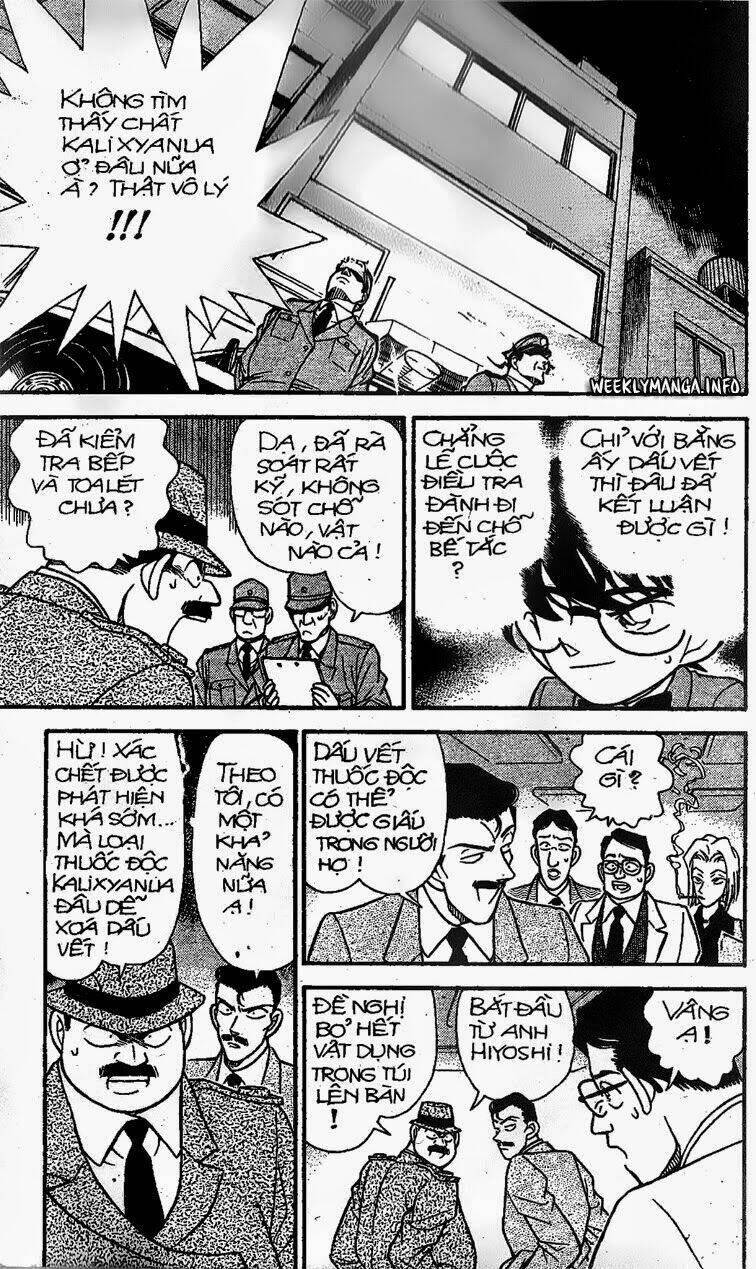 KHÔNG TÌM
THẤY CHẤT
KALI XYANUA
Ở ĐÂU NỮA
À? THẬT VÔ LÝ
!!!
WEEKLYMANGA.INFO
ĐÃ KIỂM
TRA BẾP
VÀ TOALÉT
CHƯA?
DẠ, ĐÃ RÀ
SOÁT RẤT
KỸ, KHÔNG
SÓT CHỖ
NÀO, VẬT
NÀO CẢ!
CHẲNG
LẼ CUỘC
ĐIỀU TRA
ĐÀNH ĐI
ĐẾN CHỖ
BẾ TẮC
?
CHỈ VỚI BẰNG
ẤY DẤU VẾT
THÌ ĐÂU ĐÃ
KẾT LUẬN
ĐƯỢC GÌ!
HỪ! XÁC
CHẾT ĐƯỢC
PHÁT HIỆN
KHÁ SỚM...
MÀ LOẠI
THUỐC ĐỘC
KALIXYANUA
ĐÂU DỄ
XOÁ DẤU
VẾT!
THEO
TÔI, CÓ
MỘT
KHẢ
NĂNG
NỮA
Ạ!
DẤU VẾT
THUỐC ĐỘC
CÓ THỂ
ĐƯỢC GIẤU
TRONG NGƯỜI
HỌ!
CÁI
GÌ?
ĐỀ NGHỊ
BỎ HẾT
VẬT DỤNG
TRONG TÚI
LÊN BÀN
!
BẮT ĐẦU
TỪ ANH
HIYOSHI!
VÂNG
Ạ!